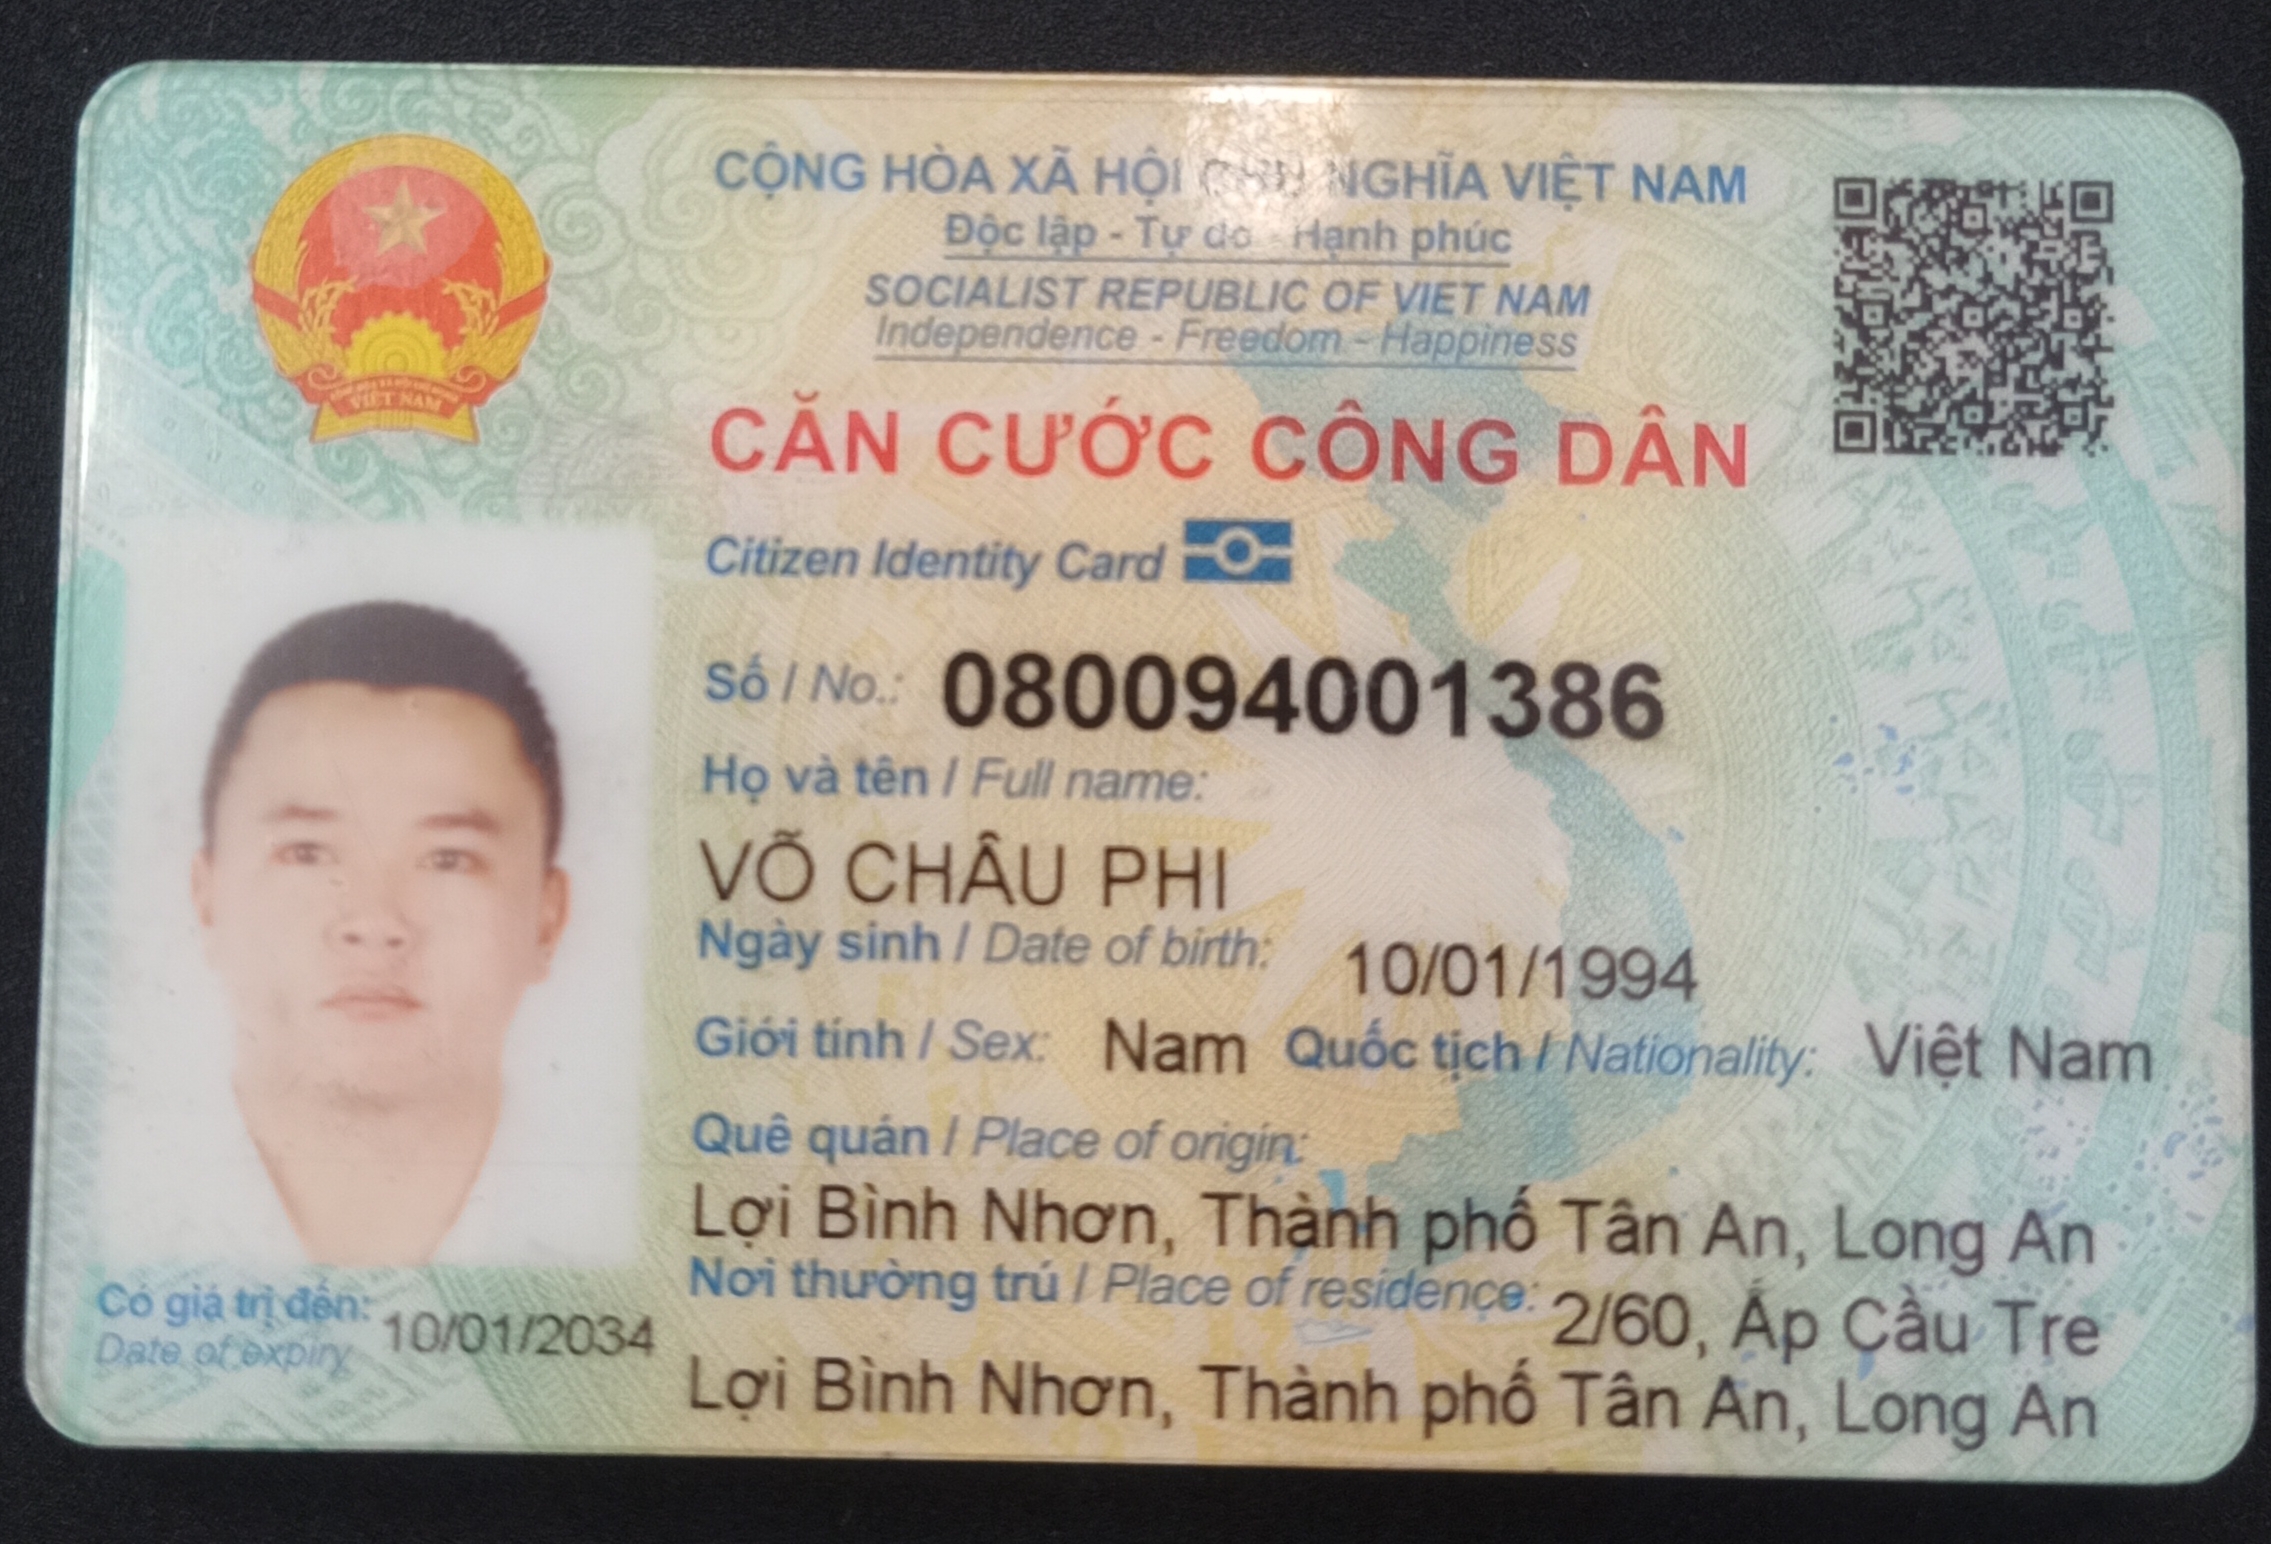 CỘNG HÒA XÃ HỘI CHỦ NGHĨA VIỆT NAM
Độc lập - Tự do - Hạnh phúc
SOCIALIST REPUBLIC OF VIET NAM
Independence - Freedom - Happiness
VIỆT NAM
CĂN CƯỚC CÔNG DÂN
Citizen Identity Card
Số / No.: 080094001386
Họ và tên / Full name:
VÕ CHÂU PHI
Ngày sinh / Date of birth: 10/01/1994
Giới tính / Sex: Nam Quốc tịch / Nationality: Việt Nam
Quê quán / Place of origin:
Lợi Bình Nhơn, Thành phố Tân An, Long An
Nơi thường trú / Place of residence: 2/60, Ấp Cầu Tre
Lợi Bình Nhơn, Thành phố Tân An, Long An
Có giá trị đến: 10/01/2034
Date of expiry